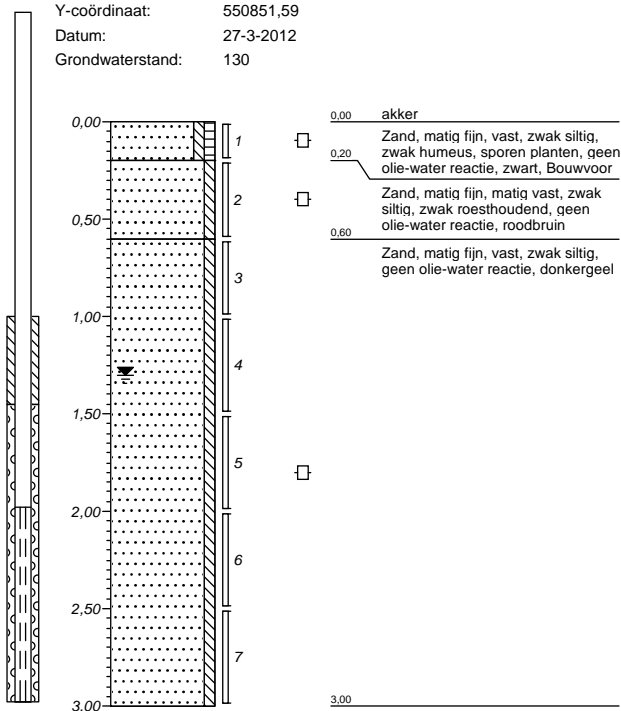 Y-coördinaat: 550851,59
Datum: 27-3-2012
Grondwaterstand: 130
0,00
0,50
1,00
1,50
2,00
2,50
3,00
1
2
3
4
5
6
7
0,00 akker
Zand, matig fijn, vast, zwak siltig,
zwak humeus, sporen planten, geen
olie-water reactie, zwart, Bouwvoor
0,20
Zand, matig fijn, matig vast, zwak
siltig, zwak roesthoudend, geen
olie-water reactie, roodbruin
0,60
Zand, matig fijn, vast, zwak siltig,
geen olie-water reactie, donkergeel
3,00